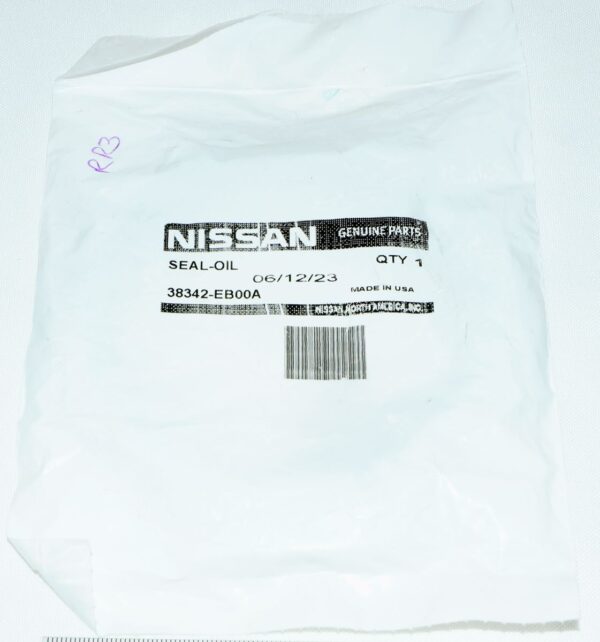 RR3
NISSAN GENUINE PARTS
SEAL-OIL QTY 1
06/12/23
38342-EB00A MADE IN USA
NISSAN NORTH AMERICA, INC.